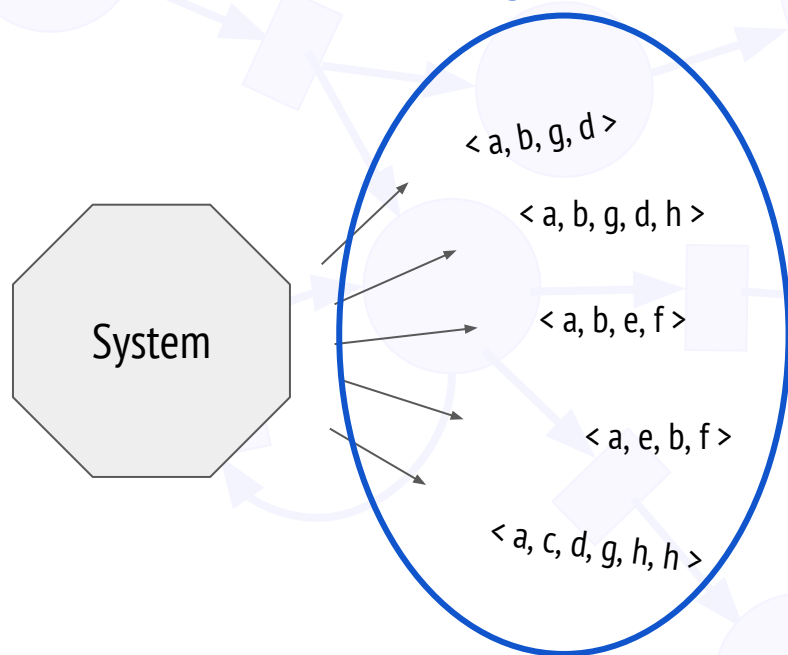 System
< a, b, g, d >
< a, b, g, d, h >
< a, b, e, f >
< a, e, b, f >
< a, c, d, g, h, h >